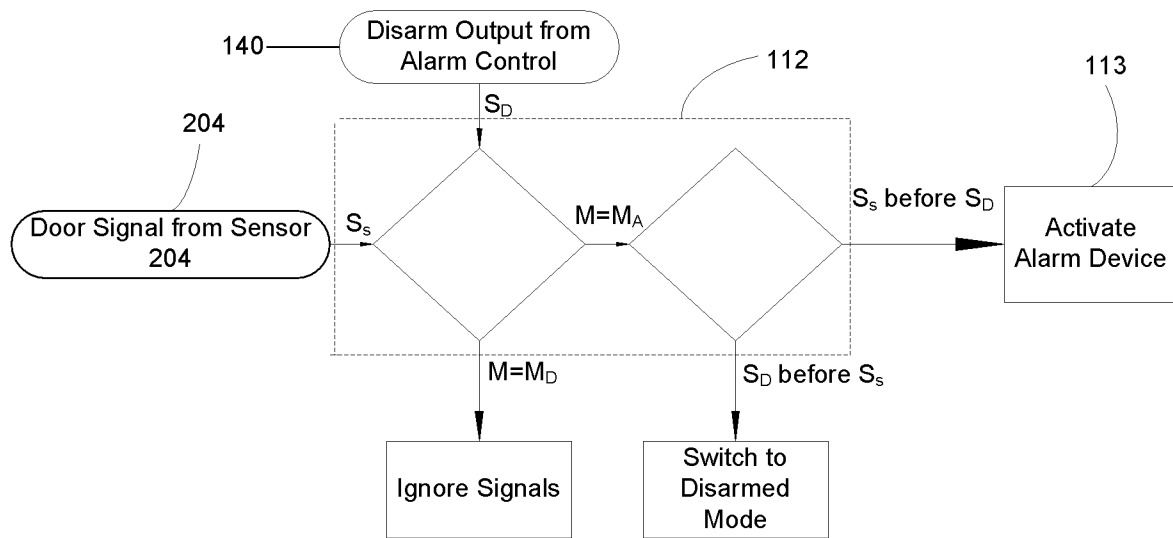 140
Disarm Output from
Alarm Control
112
113
S_D
204
Door Signal from Sensor
204
S_s
M=M_A
S_s before S_D
Activate
Alarm Device
M=M_D
S_D before S_s
Ignore Signals
Switch to
Disarmed
Mode